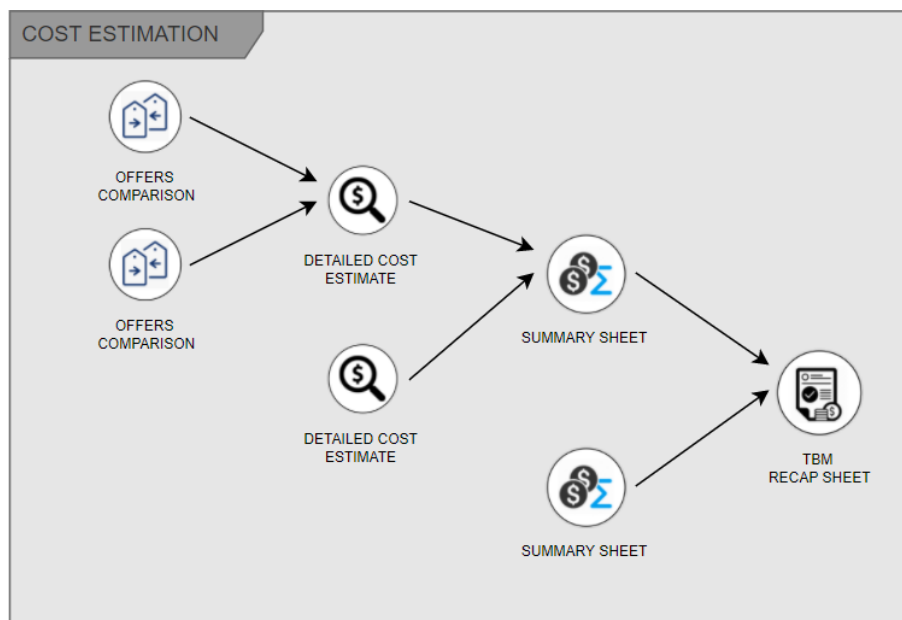 COST ESTIMATION
OFFERS
COMPARISON
OFFERS
COMPARISON
DETAILED COST
ESTIMATE
DETAILED COST
ESTIMATE
SUMMARY SHEET
SUMMARY SHEET
TBM
RECAP SHEET